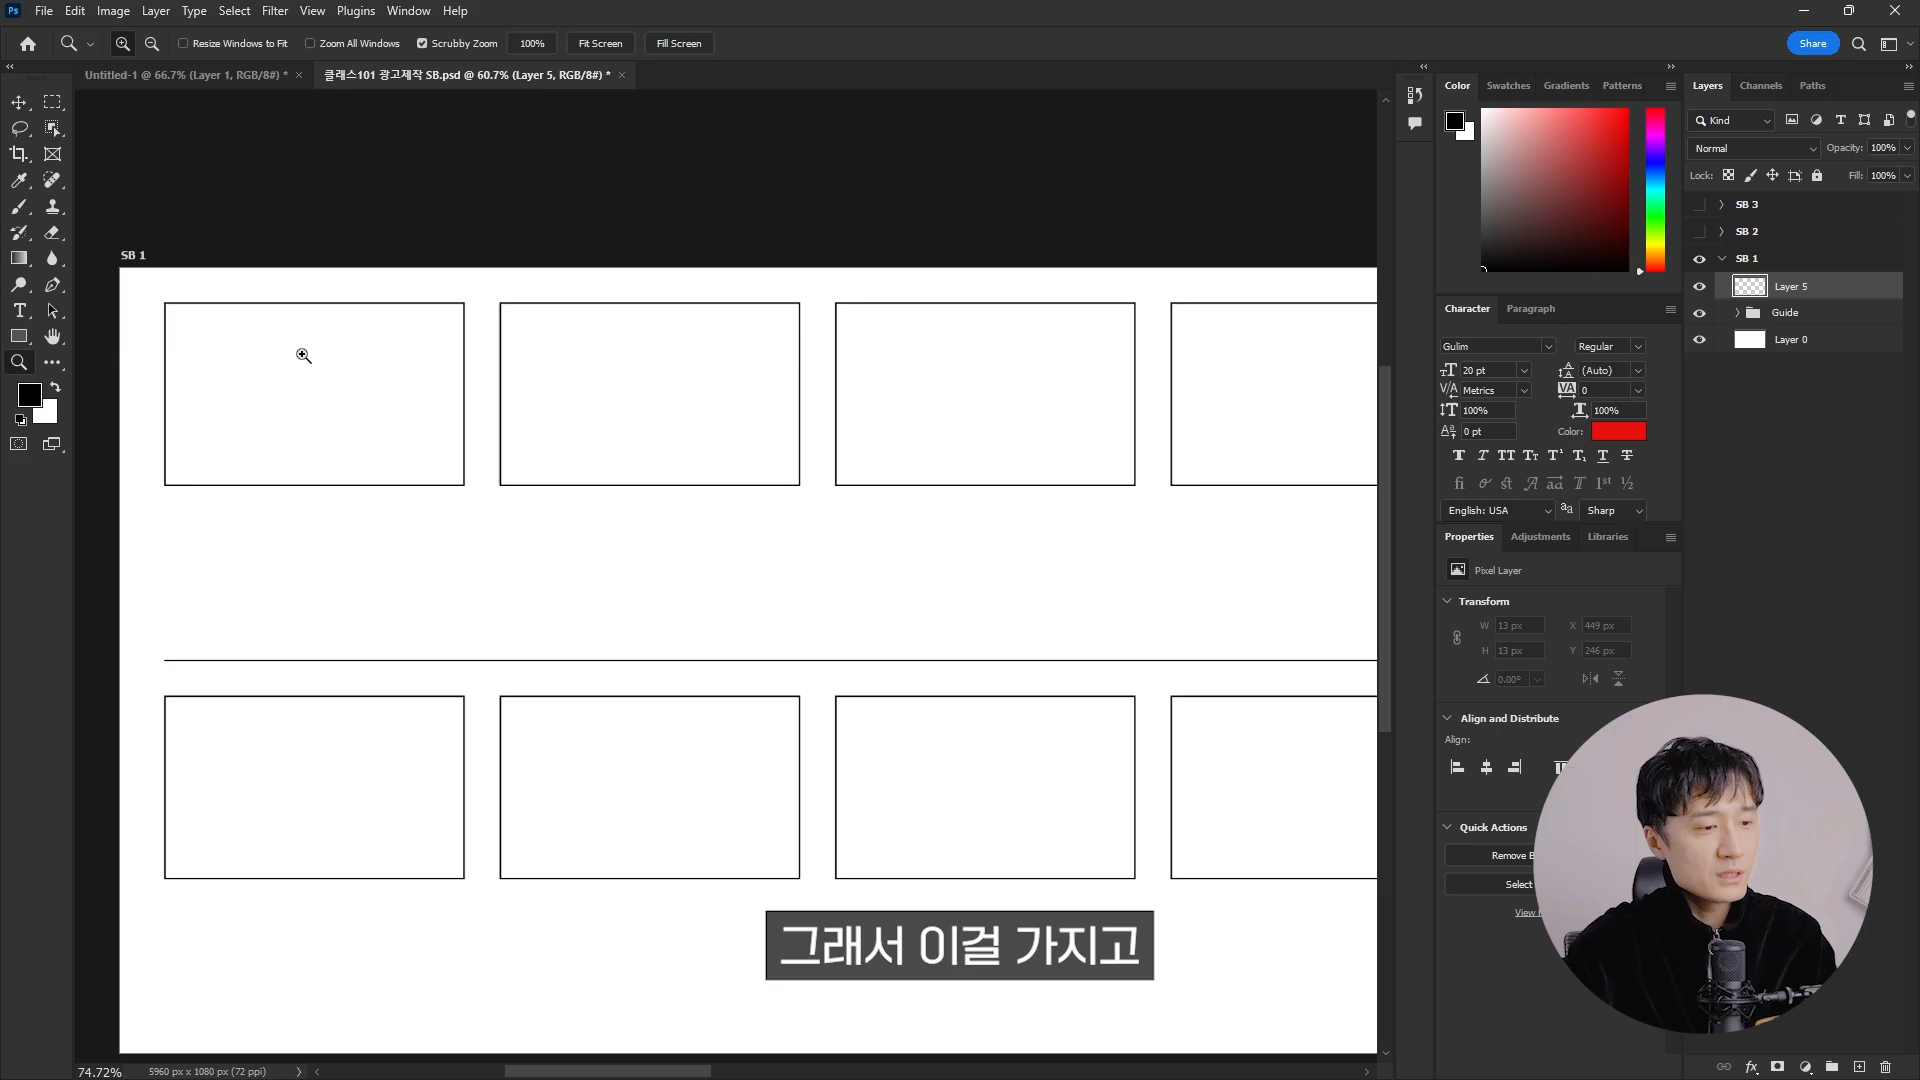 Ps File Edit Image Layer Type Select Filter View Plugins Window Help
Resize Windows to Fit Zoom All Windows Scrubby Zoom 100% Fit Screen Fill Screen Share
Untitled-1 @ 66.7% (Layer 1, RGB/8#) * × 클래스101 광고제작 SB.psd @ 60.7% (Layer 5, RGB/8#) * ×
Color Swatches Gradients Patterns
Layers Channels Paths
Kind
Normal Opacity: 100%
Lock: Fill: 100%
SB 3
SB 2
SB 1
Layer 5
Guide
Layer 0
SB 1
Character Paragraph
Gulim Regular
20 pt (Auto)
Metrics 0
100% 100%
0 pt Color:
English: USA Sharp
Properties Adjustments Libraries
Pixel Layer
Transform
W 13 px X 449 px
H 13 px Y 246 px
0.00°
Align and Distribute
Align:
Quick Actions
Remove B
Select
View
그래서 이걸 가지고
74.72% 5960 px x 1080 px (72 ppi)